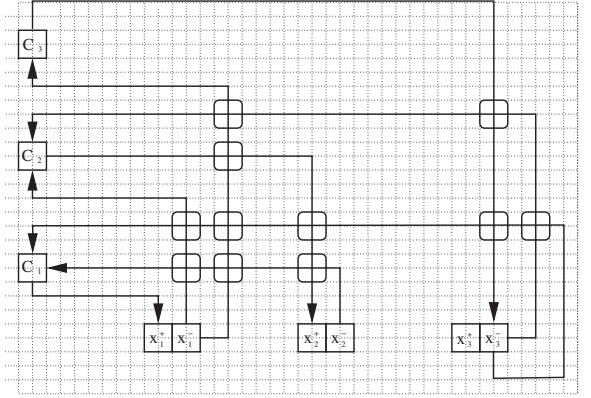 C₃
C₂
C₁
x₁⁺ x₁⁻ x₂⁺ x₂⁻ x₃⁺ x₃⁻